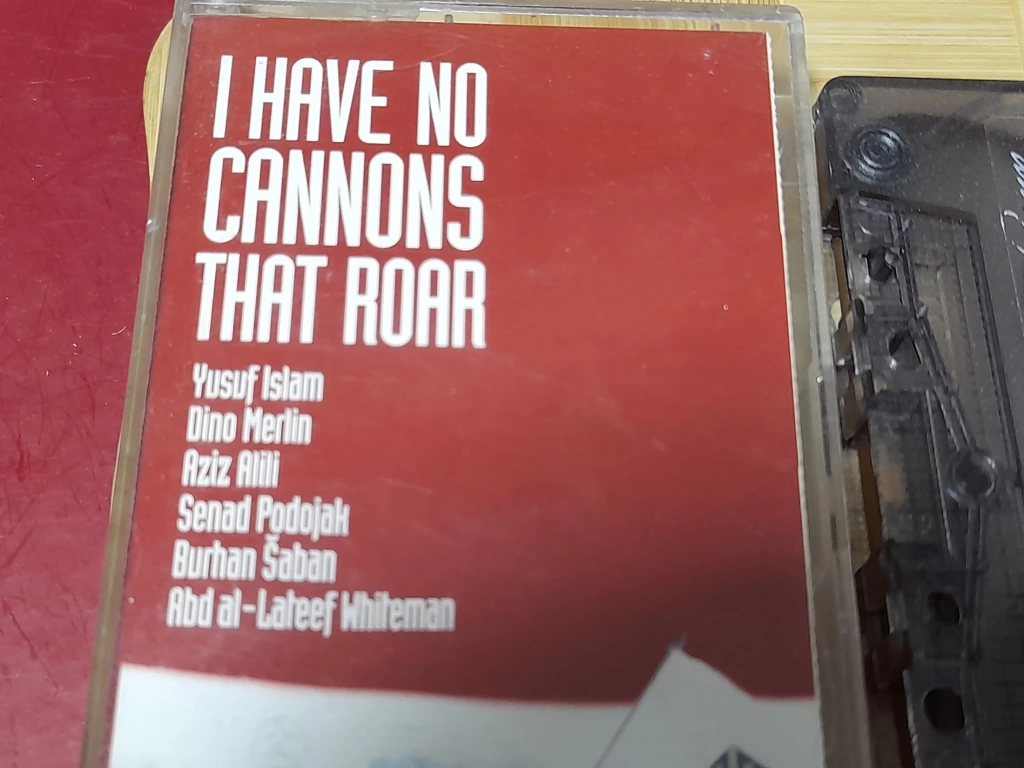 I HAVE NO
CANNONS
THAT ROAR
Yusuf Islam
Dino Merlin
Aziz Alili
Senad Podojak
Burhan Šaban
Abd al-Lateef Whiteman